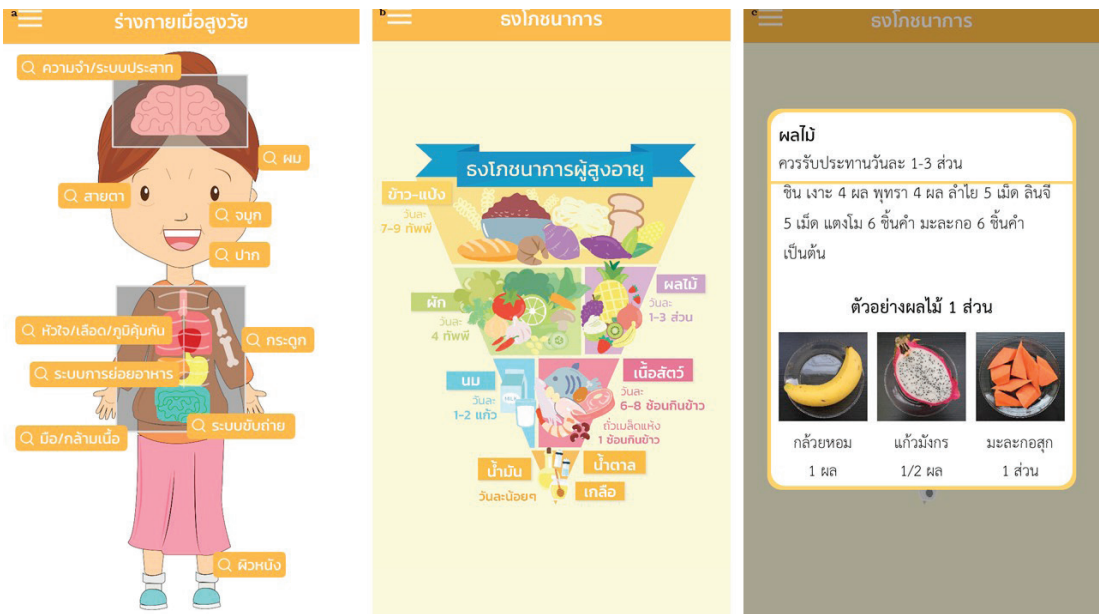 a
ร่างกายเมื่อสูงวัย
ความจำ/ระบบประสาท
ผม
สายตา
จมูก
ปาก
หัวใจ/เลือด/ภูมิคุ้มกัน
กระดูก
ระบบการย่อยอาหาร
ระบบขับถ่าย
มือ/กล้ามเนื้อ
ผิวหนัง
b
ธงโภชนาการ
ธงโภชนาการผู้สูงอายุ
ข้าว-แป้ง
วันละ
7-9 ทัพพี
ผัก
วันละ
4 ทัพพี
ผลไม้
วันละ
1-3 ส่วน
นม
วันละ
1-2 แก้ว
MILK
เนื้อสัตว์
วันละ
6-8 ช้อนกินข้าว
ถั่วเมล็ดแห้ง
1 ช้อนกินข้าว
น้ำมัน
น้ำตาล
เกลือ
วันละน้อยๆ
c
ธงโภชนาการ
ผลไม้
ควรรับประทานวันละ 1-3 ส่วน
ชิ้น เงาะ 4 ผล พุทรา 4 ผล ลำไย 5 เม็ด ลิ้นจี่
5 เม็ด แตงโม 6 ชิ้นคำ มะละกอ 6 ชิ้นคำ
เป็นต้น
ตัวอย่างผลไม้ 1 ส่วน
กล้วยหอม
1 ผล
แก้วมังกร
1/2 ผล
มะละกอสุก
1 ส่วน